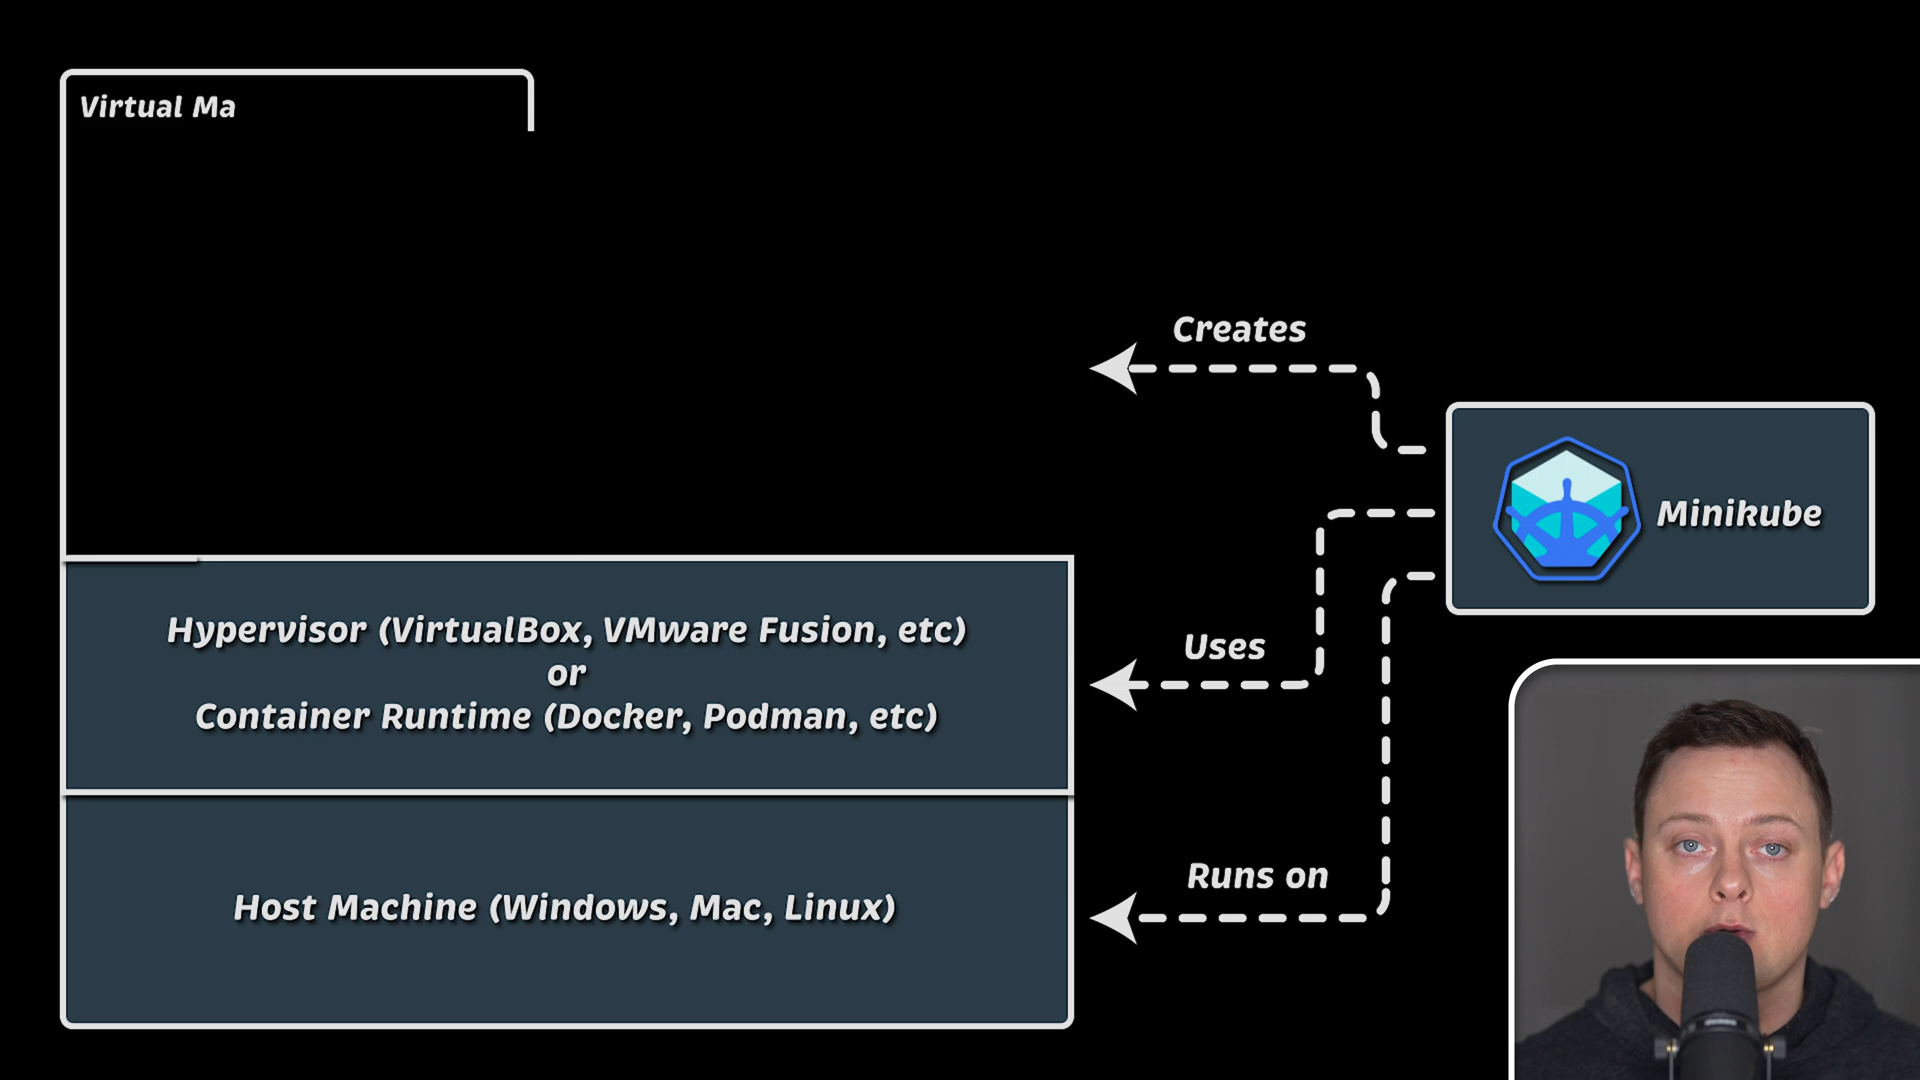 Virtual Ma
Creates
Minikube
Hypervisor (VirtualBox, VMware Fusion, etc)
or
Container Runtime (Docker, Podman, etc)
Uses
Host Machine (Windows, Mac, Linux)
Runs on